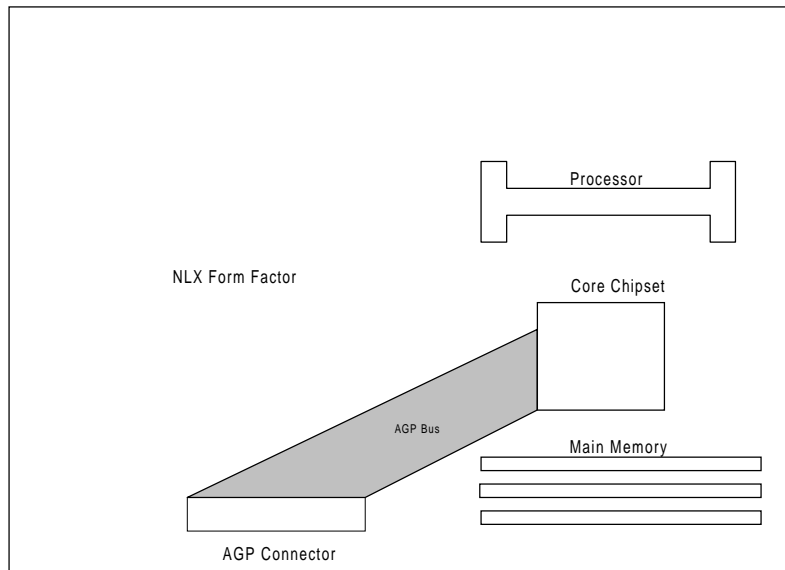 Processor
NLX Form Factor
Core Chipset
AGP Bus
Main Memory
AGP Connector